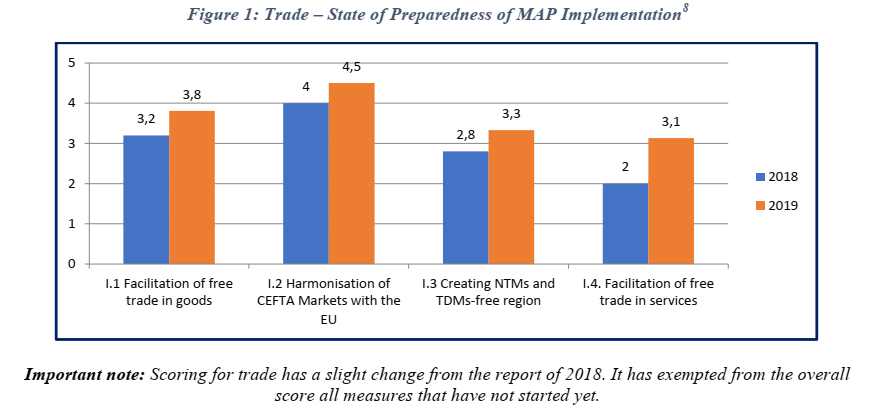 Figure 1: Trade – State of Preparedness of MAP Implementation8
5
4
3
2
1
0
3,2
3,8
4
4,5
2,8
3,3
2
3,1
2018
2019
I.1 Facilitation of free
trade in goods
I.2 Harmonisation of
CEFTA Markets with the
EU
I.3 Creating NTMs and
TDMs-free region
I.4. Facilitation of free
trade in services
Important note: Scoring for trade has a slight change from the report of 2018. It has exempted from the overall
score all measures that have not started yet.